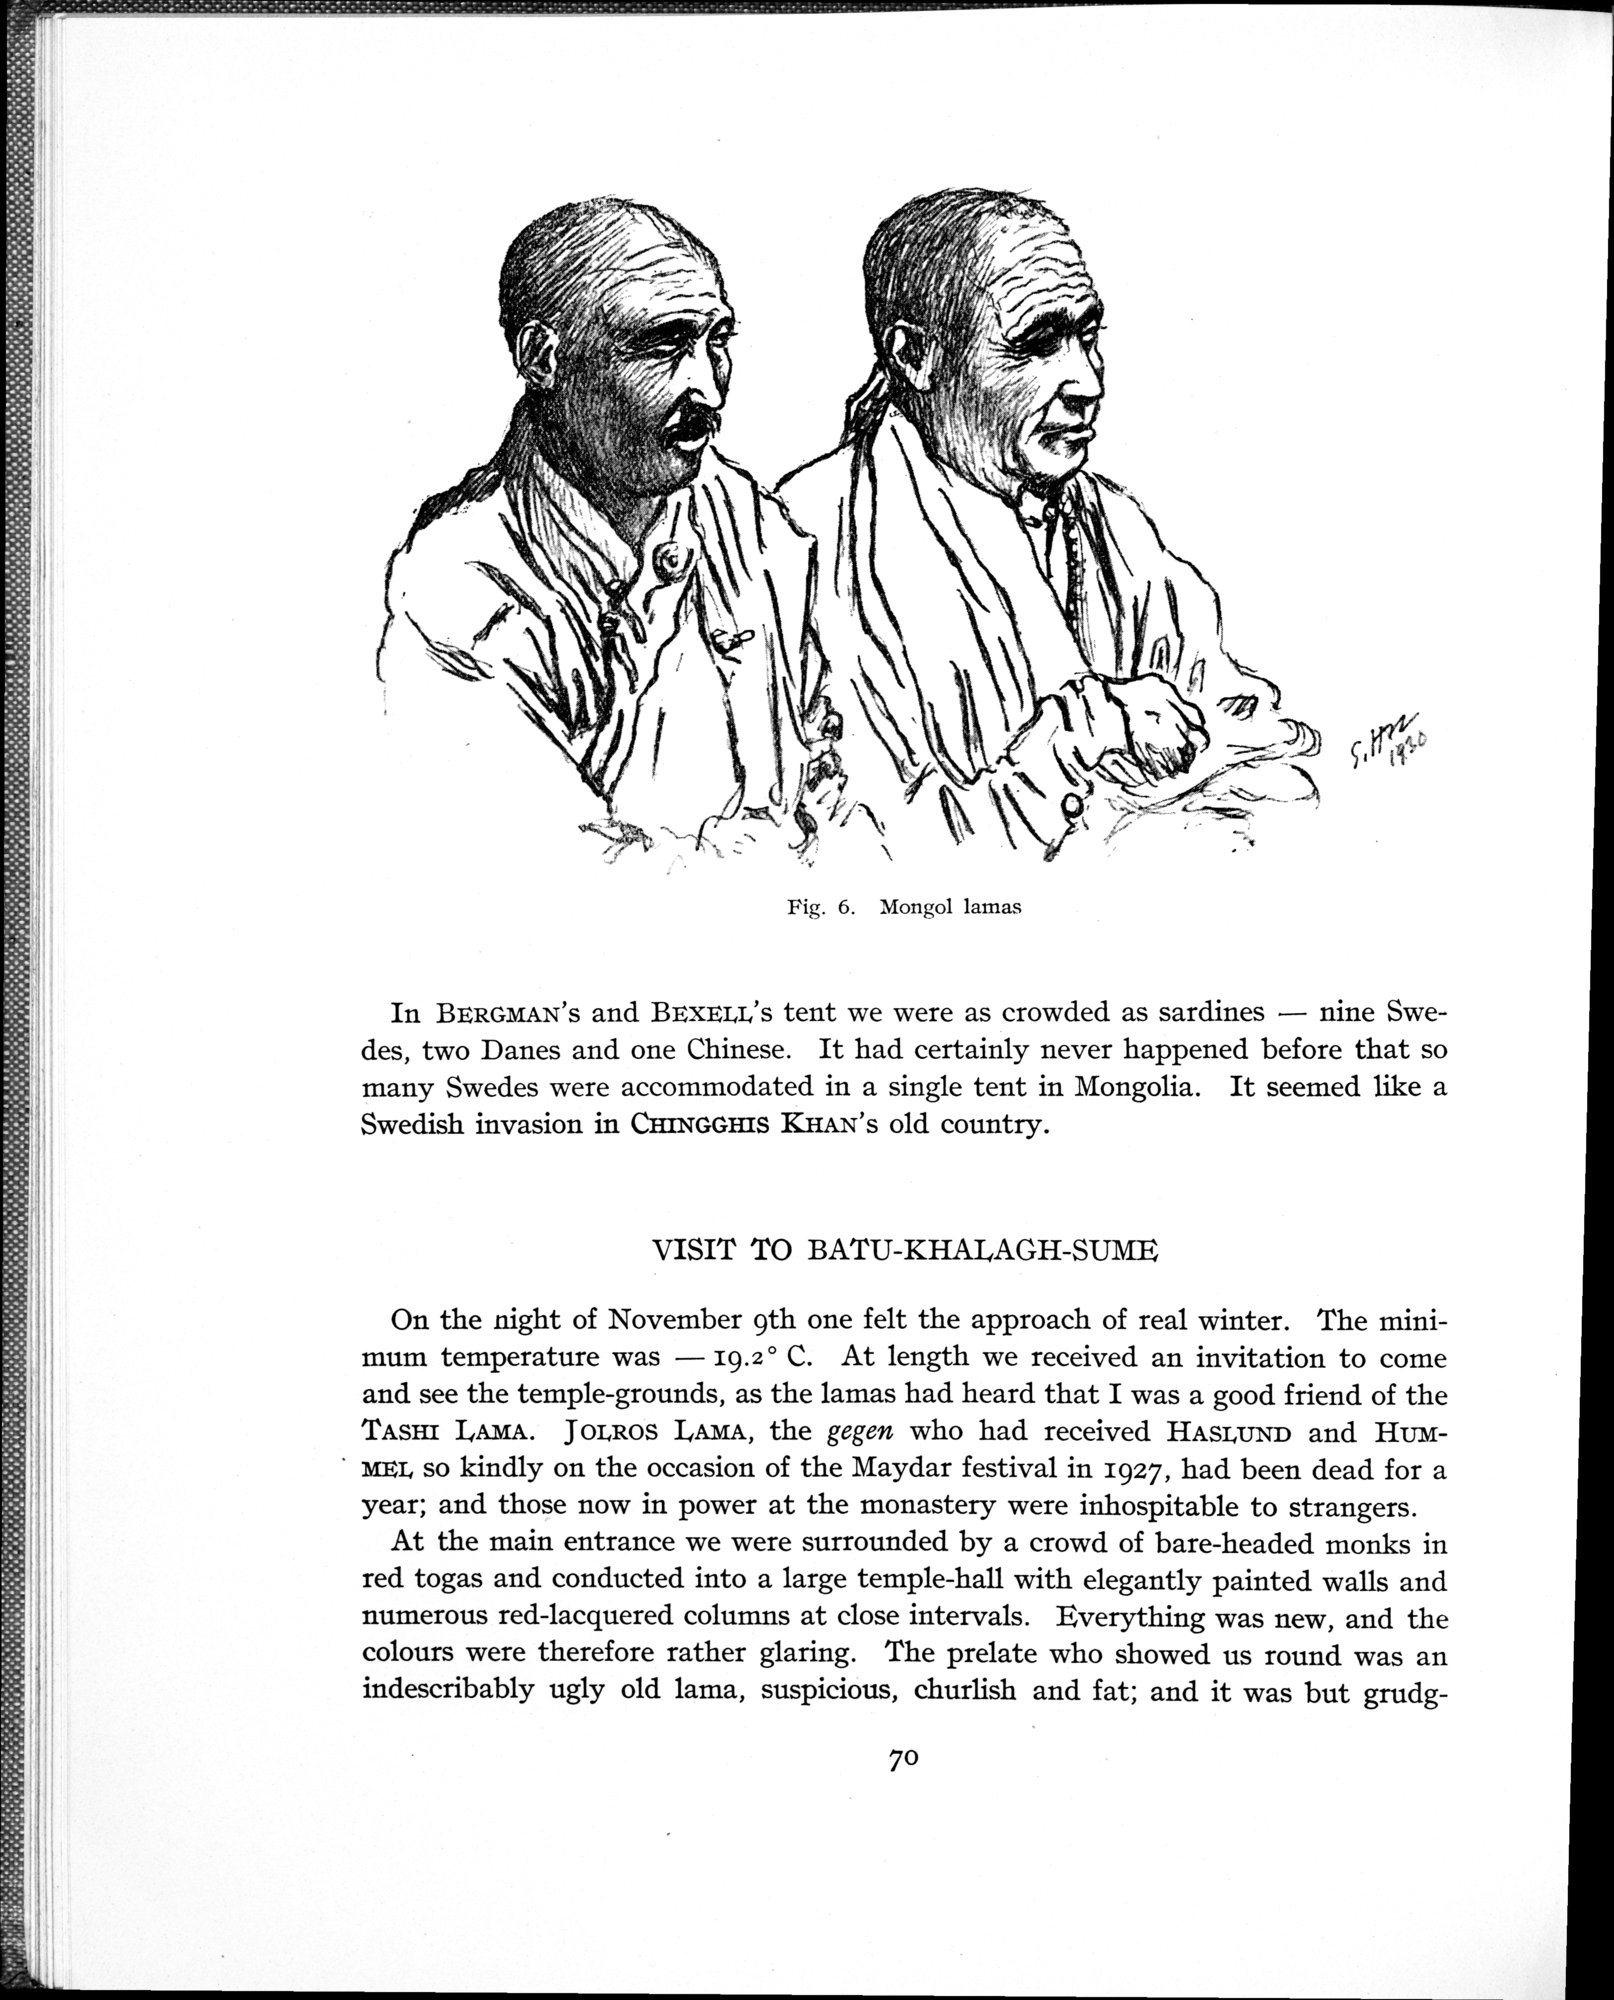 S. Hn
1930
Fig. 6. Mongol lamas
In BERGMAN's and BEXELL's tent we were as crowded as sardines — nine Swe-
des, two Danes and one Chinese. It had certainly never happened before that so
many Swedes were accommodated in a single tent in Mongolia. It seemed like a
Swedish invasion in CHINGGHIS KHAN's old country.
VISIT TO BATU-KHALAGH-SUME
On the night of November 9th one felt the approach of real winter. The mini-
mum temperature was — 19.2° C. At length we received an invitation to come
and see the temple-grounds, as the lamas had heard that I was a good friend of the
TASHI LAMA. JOLROS LAMA, the gegen who had received HASLUND and HUM-
MEL so kindly on the occasion of the Maydar festival in 1927, had been dead for a
year; and those now in power at the monastery were inhospitable to strangers.
At the main entrance we were surrounded by a crowd of bare-headed monks in
red togas and conducted into a large temple-hall with elegantly painted walls and
numerous red-lacquered columns at close intervals. Everything was new, and the
colours were therefore rather glaring. The prelate who showed us round was an
indescribably ugly old lama, suspicious, churlish and fat; and it was but grudg-
70